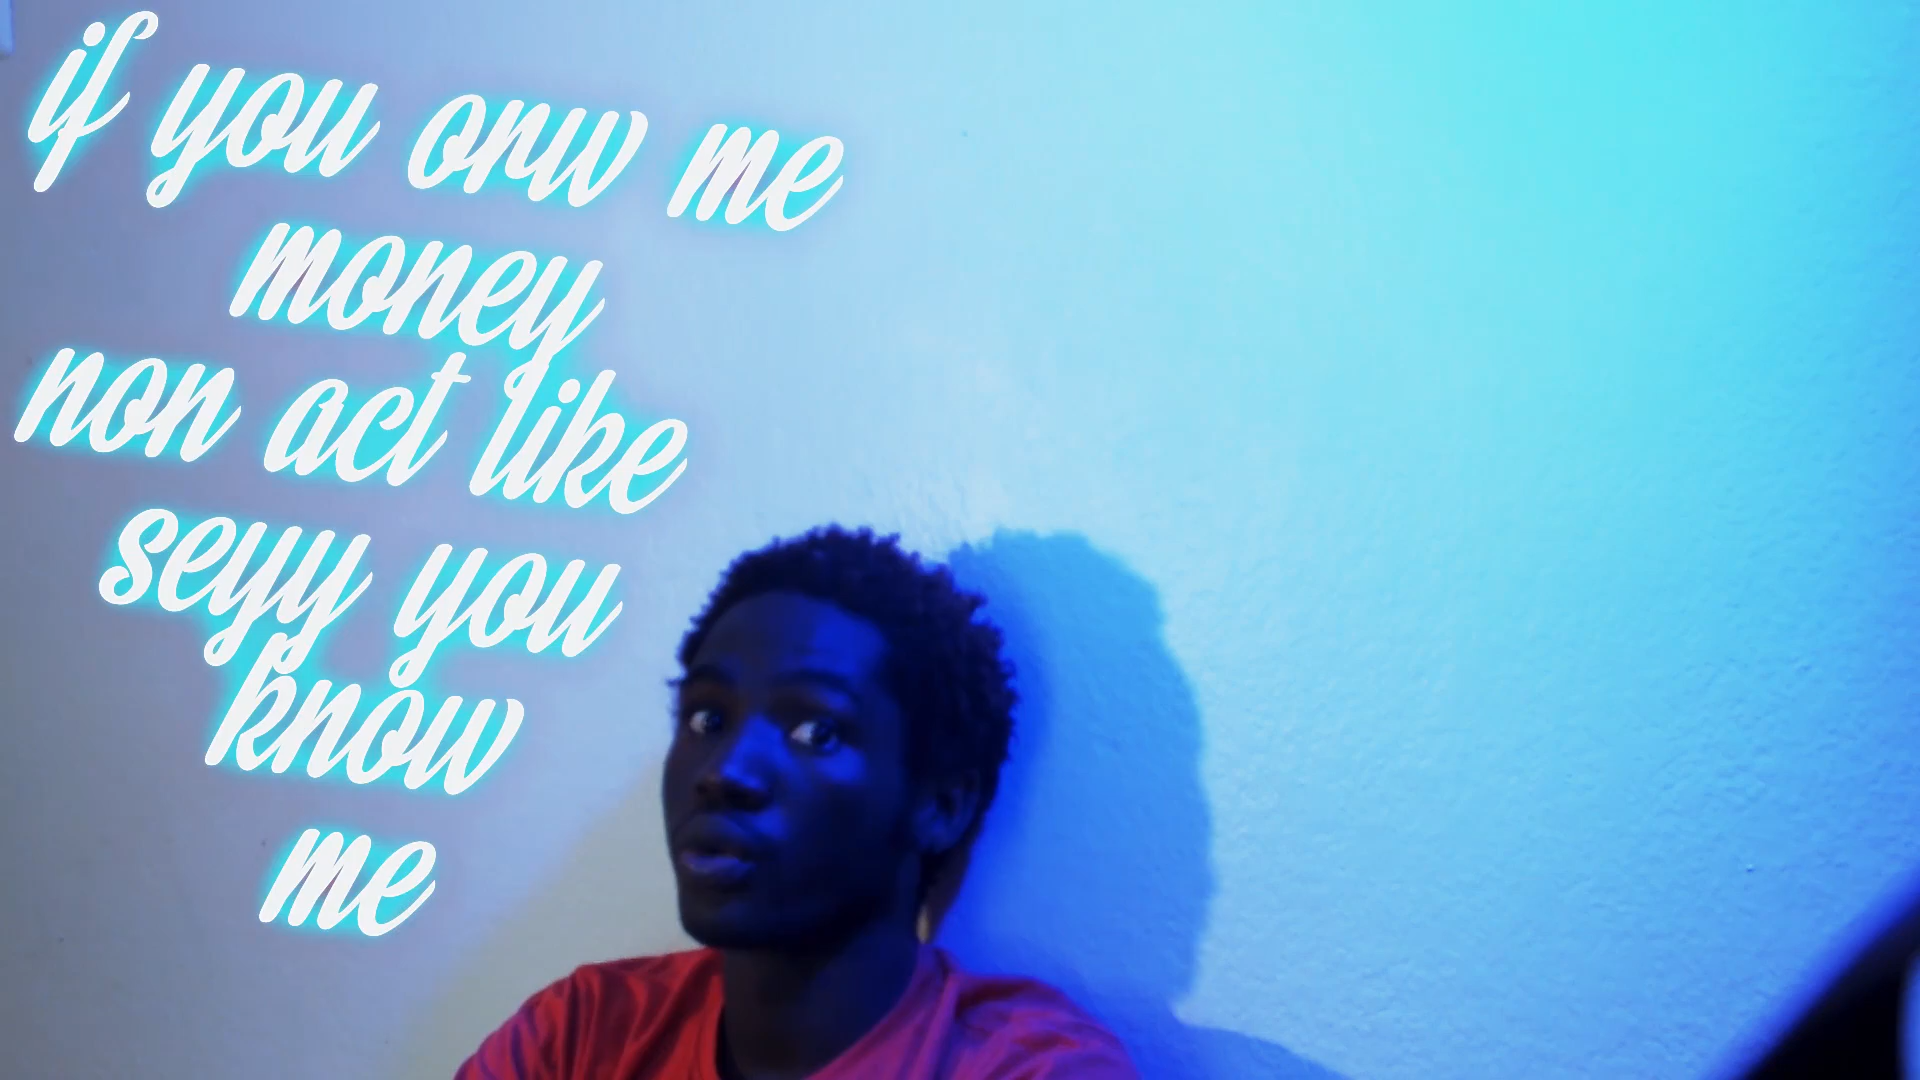 if you orw me
money
non act like
seyy you
know
me